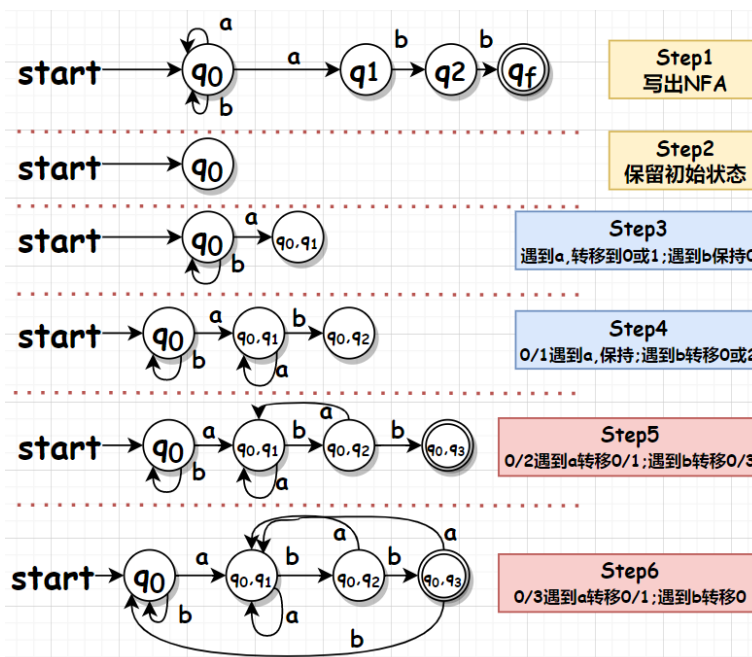 a
start q0 a q1 b q2 b qf
b
Step1
写出NFA
start q0
Step2
保留初始状态
start q0 a q0,q1
b
Step3
遇到a,转移到0或1;遇到b保持0
start q0 a q0,q1 b q0,q2
b a
Step4
0/1遇到a,保持;遇到b转移0或2
a
start q0 a q0,q1 b q0,q2 b q0,q3
b a
Step5
0/2遇到a转移0/1;遇到b转移0/3
a a
start q0 a q0,q1 b q0,q2 b q0,q3
b a
b
Step6
0/3遇到a转移0/1;遇到b转移0